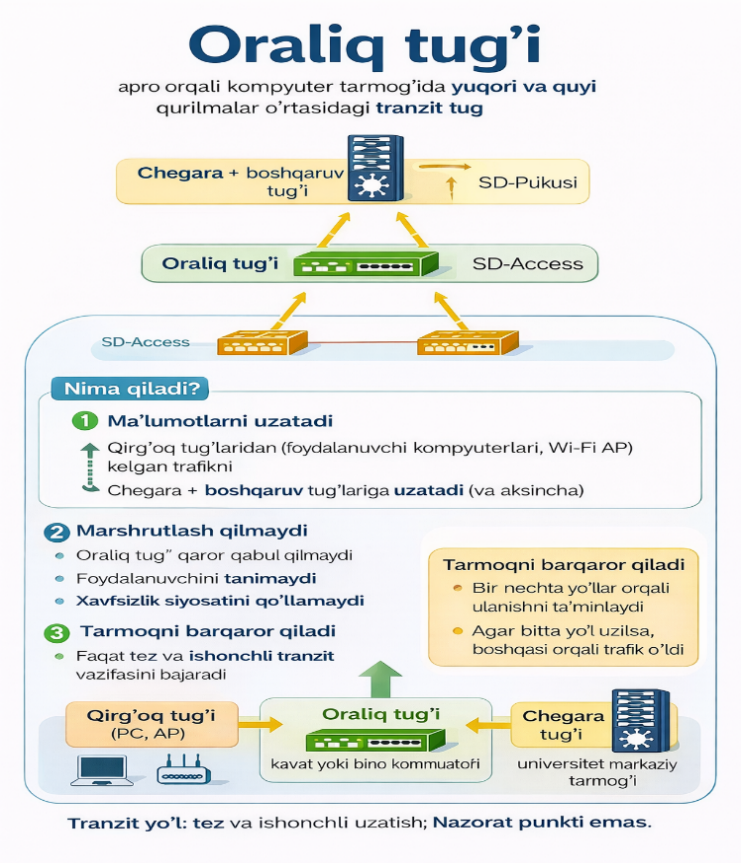 Oraliq tug’i
apro orqali kompyuter tarmog’ida yuqori va quyi
qurilmalar o’rtasidagi tranzit tug
Chegara + boshqaruv
tug’i
SD-Pukusi
Oraliq tug’i
SD-Access
SD-Access
Nima qiladi?
1 Ma’lumotlarni uzatadi
Qirg’oq tug’laridan (foydalanuvchi kompyuterlari, Wi-Fi AP)
kelgan trafikni
Chegara + boshqaruv tug’lariga uzatadi (va aksincha)
2 Marshrutlash qilmaydi
• Oraliq tug” qaror qabul qilmaydi
• Foydalanuvchini tanimaydi
• Xavfsizlik siyosatini qo’llamaydi
3 Tarmoqni barqaror qiladi
• Faqat tez va ishonchli tranzit
vazifasini bajaradi
Tarmoqni barqaror qiladi
• Bir nechta yo’llar orqali
ulanishni ta’minlaydi
• Agar bitta yo’l uzilsa,
boshqasi orqali trafik o’ldi
Qirg’oq tug’i
(PC, AP)
Oraliq tug’i
kavat yoki bino kommuatoři
Chegara
tug’i
universitet markaziy
tarmog’i
Tranzit yo’l: tez va ishonchli uzatish; Nazorat punkti emas.